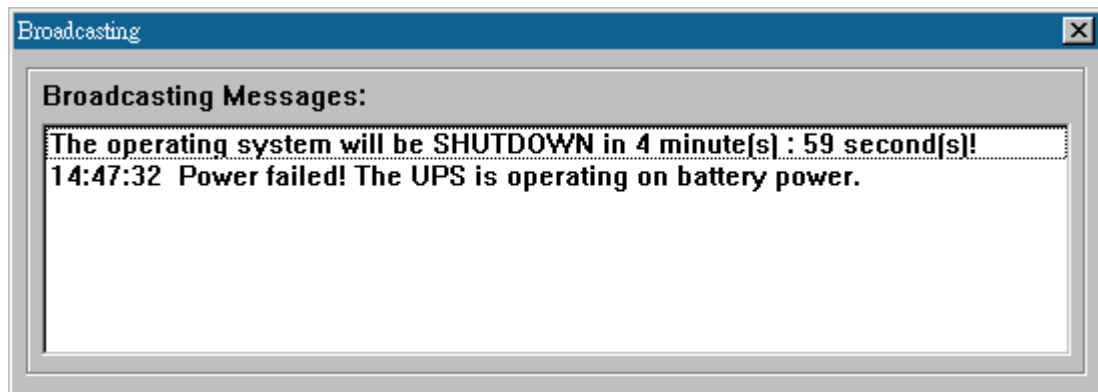 Broadcasting
Broadcasting Messages:
The operating system will be SHUTDOWN in 4 minute(s) : 59 second(s)!
14:47:32  Power failed! The UPS is operating on battery power.